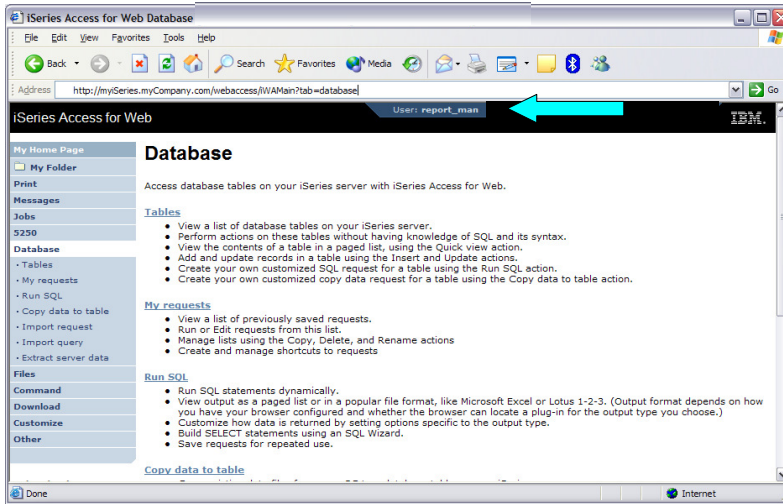 iSeries Access for Web Database
File Edit View Favorites Tools Help
Back Search Favorites Media
Address http://myiSeries.myCompany.com/webaccess/iWAMain?tab=database Go
iSeries Access for Web User: report_man IBM.
My Home Page
My Folder
Print
Messages
Jobs
5250
Database
· Tables
· My requests
· Run SQL
· Copy data to table
· Import request
· Import query
· Extract server data
Files
Command
Download
Customize
Other
Database
Access database tables on your iSeries server with iSeries Access for Web.
Tables
• View a list of database tables on your iSeries server.
• Perform actions on these tables without having knowledge of SQL and its syntax.
• View the contents of a table in a paged list, using the Quick view action.
• Add and update records in a table using the Insert and Update actions.
• Create your own customized SQL request for a table using the Run SQL action.
• Create your own customized copy data request for a table using the Copy data to table action.
My requests
• View a list of previously saved requests.
• Run or Edit requests from this list.
• Manage lists using the Copy, Delete, and Rename actions
• Create and manage shortcuts to requests
Run SQL
• Run SQL statements dynamically.
• View output as a paged list or in a popular file format, like Microsoft Excel or Lotus 1-2-3. (Output format depends on how
you have your browser configured and whether the browser can locate a plug-in for the output type you choose.)
• Customize how data is returned by setting options specific to the output type.
• Build SELECT statements using an SQL Wizard.
• Save requests for repeated use.
Copy data to table
Done Internet